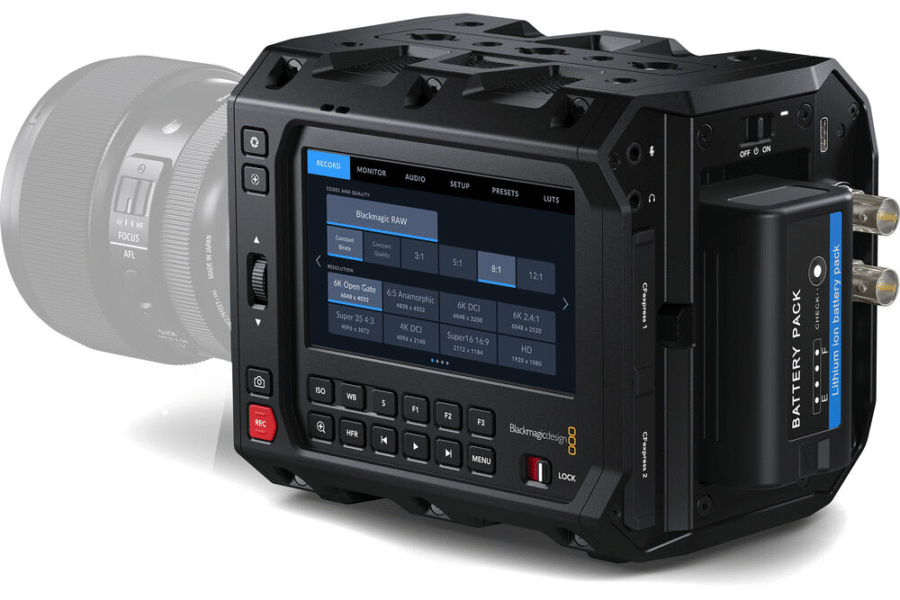 RECORD MONITOR AUDIO SETUP PRESETS LUTS
CODEC AND QUALITY
Blackmagic RAW
Constant Bitrate
Constant Quality
3:1 5:1 8:1 12:1
RESOLUTION
6K Open Gate 6:5 Anamorphic 6K DCI 6K 2.4:1
6048 x 4032 4838 x 4032 6048 x 3200 6048 x 2520
Super 35 4:3 4K DCI Super16 16:9 HD
4096 x 3072 4096 x 2160 2112 x 1184 1920 x 1080
REC
ISO WB S F1 F2 F3
HFR MENU
Blackmagicdesign
LOCK
AF MF
FOCUS
AFL
MADE IN JAPAN
OFF ON
CFexpress 1
CFexpress 2
BATTERY PACK
CHECK
E F
Lithium ion battery pack